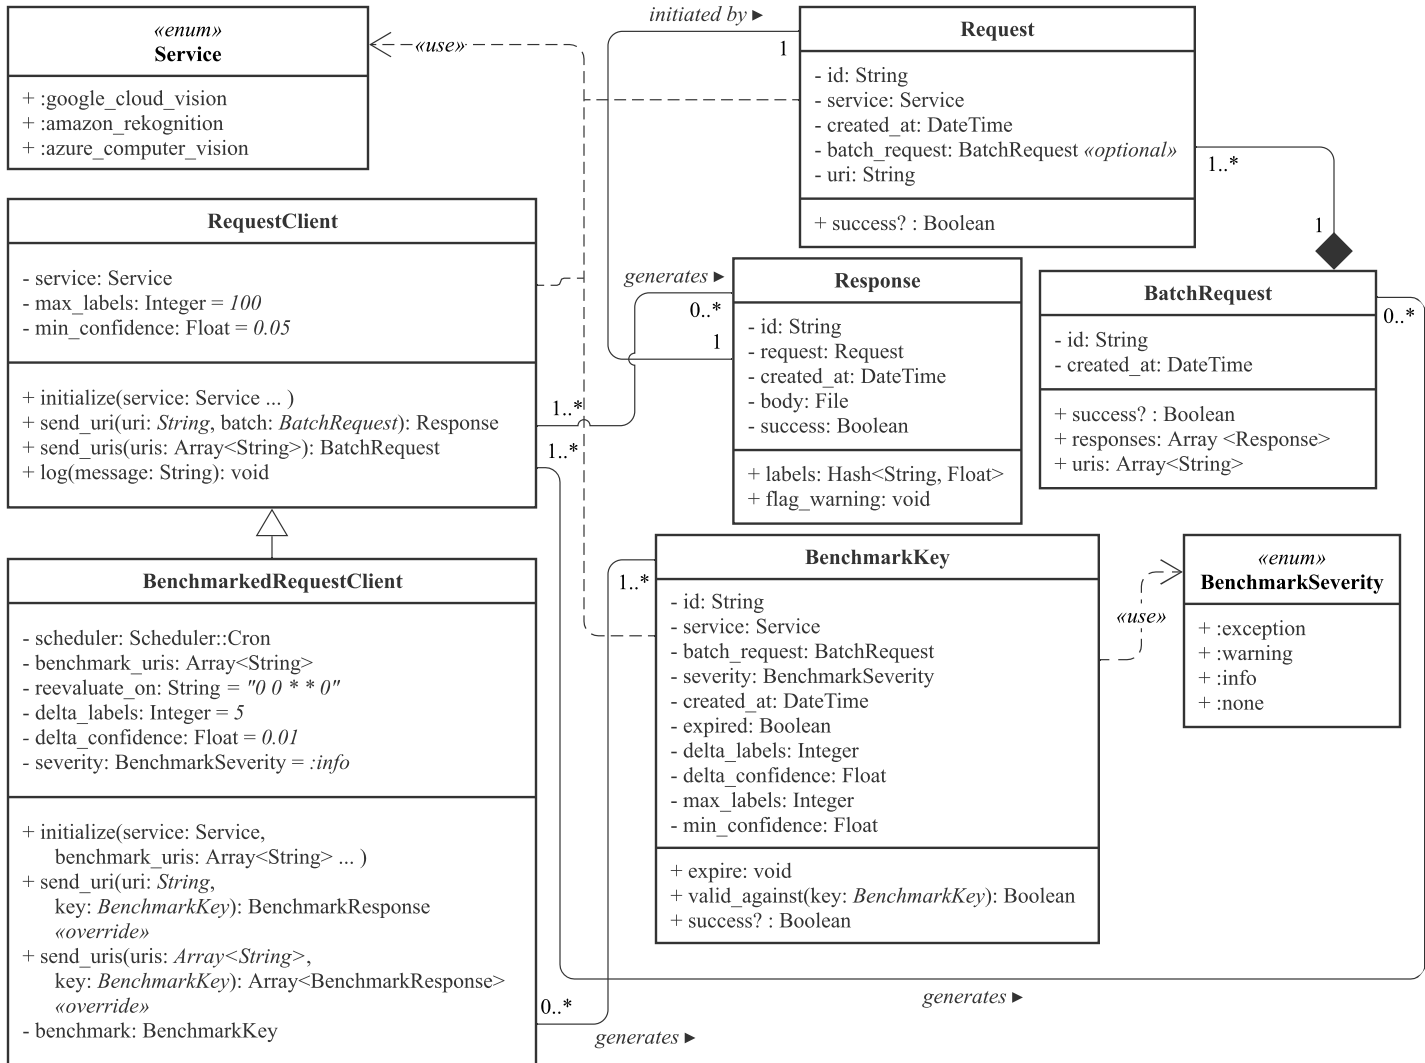 «enum»
Service
+ :google_cloud_vision
+ :amazon_rekognition
+ :azure_computer_vision
«use»
initiated by ►
1
Request
- id: String
- service: Service
- created_at: DateTime
- batch_request: BatchRequest «optional»
- uri: String
+ success? : Boolean
1..*
1
RequestClient
- service: Service
- max_labels: Integer = 100
- min_confidence: Float = 0.05
+ initialize(service: Service ... )
+ send_uri(uri: String, batch: BatchRequest): Response
+ send_uris(uris: Array<String>): BatchRequest
+ log(message: String): void
1..*
1..*
generates ►
0..*
1
Response
- id: String
- request: Request
- created_at: DateTime
- body: File
- success: Boolean
+ labels: Hash<String, Float>
+ flag_warning: void
BatchRequest
- id: String
- created_at: DateTime
+ success? : Boolean
+ responses: Array <Response>
+ uris: Array<String>
0..*
BenchmarkedRequestClient
- scheduler: Scheduler::Cron
- benchmark_uris: Array<String>
- reevaluate_on: String = "0 0 * * 0"
- delta_labels: Integer = 5
- delta_confidence: Float = 0.01
- severity: BenchmarkSeverity = :info
+ initialize(service: Service,
benchmark_uris: Array<String> ... )
+ send_uri(uri: String,
key: BenchmarkKey): BenchmarkResponse
«override»
+ send_uris(uris: Array<String>,
key: BenchmarkKey): Array<BenchmarkResponse>
«override»
- benchmark: BenchmarkKey
0..*
generates ►
1..*
BenchmarkKey
- id: String
- service: Service
- batch_request: BatchRequest
- severity: BenchmarkSeverity
- created_at: DateTime
- expired: Boolean
- delta_labels: Integer
- delta_confidence: Float
- max_labels: Integer
- min_confidence: Float
+ expire: void
+ valid_against(key: BenchmarkKey): Boolean
+ success? : Boolean
«use»
«enum»
BenchmarkSeverity
+ :exception
+ :warning
+ :info
+ :none
generates ►